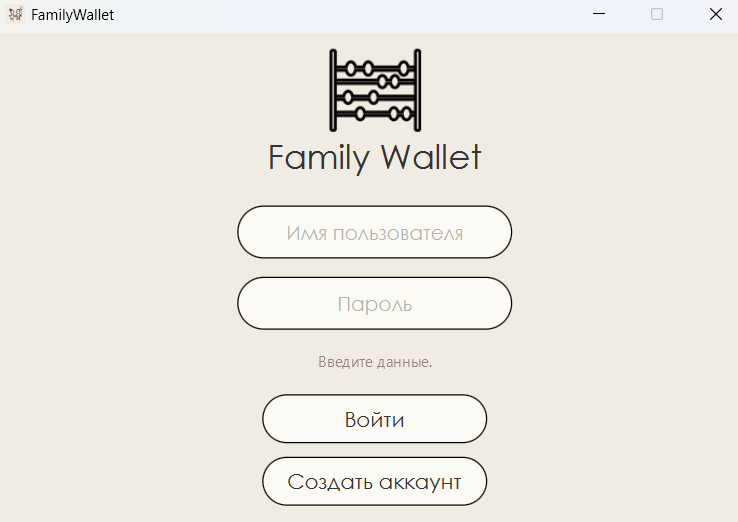 FamilyWallet
Family Wallet
Имя пользователя
Пароль
Введите данные.
Войти
Создать аккаунт